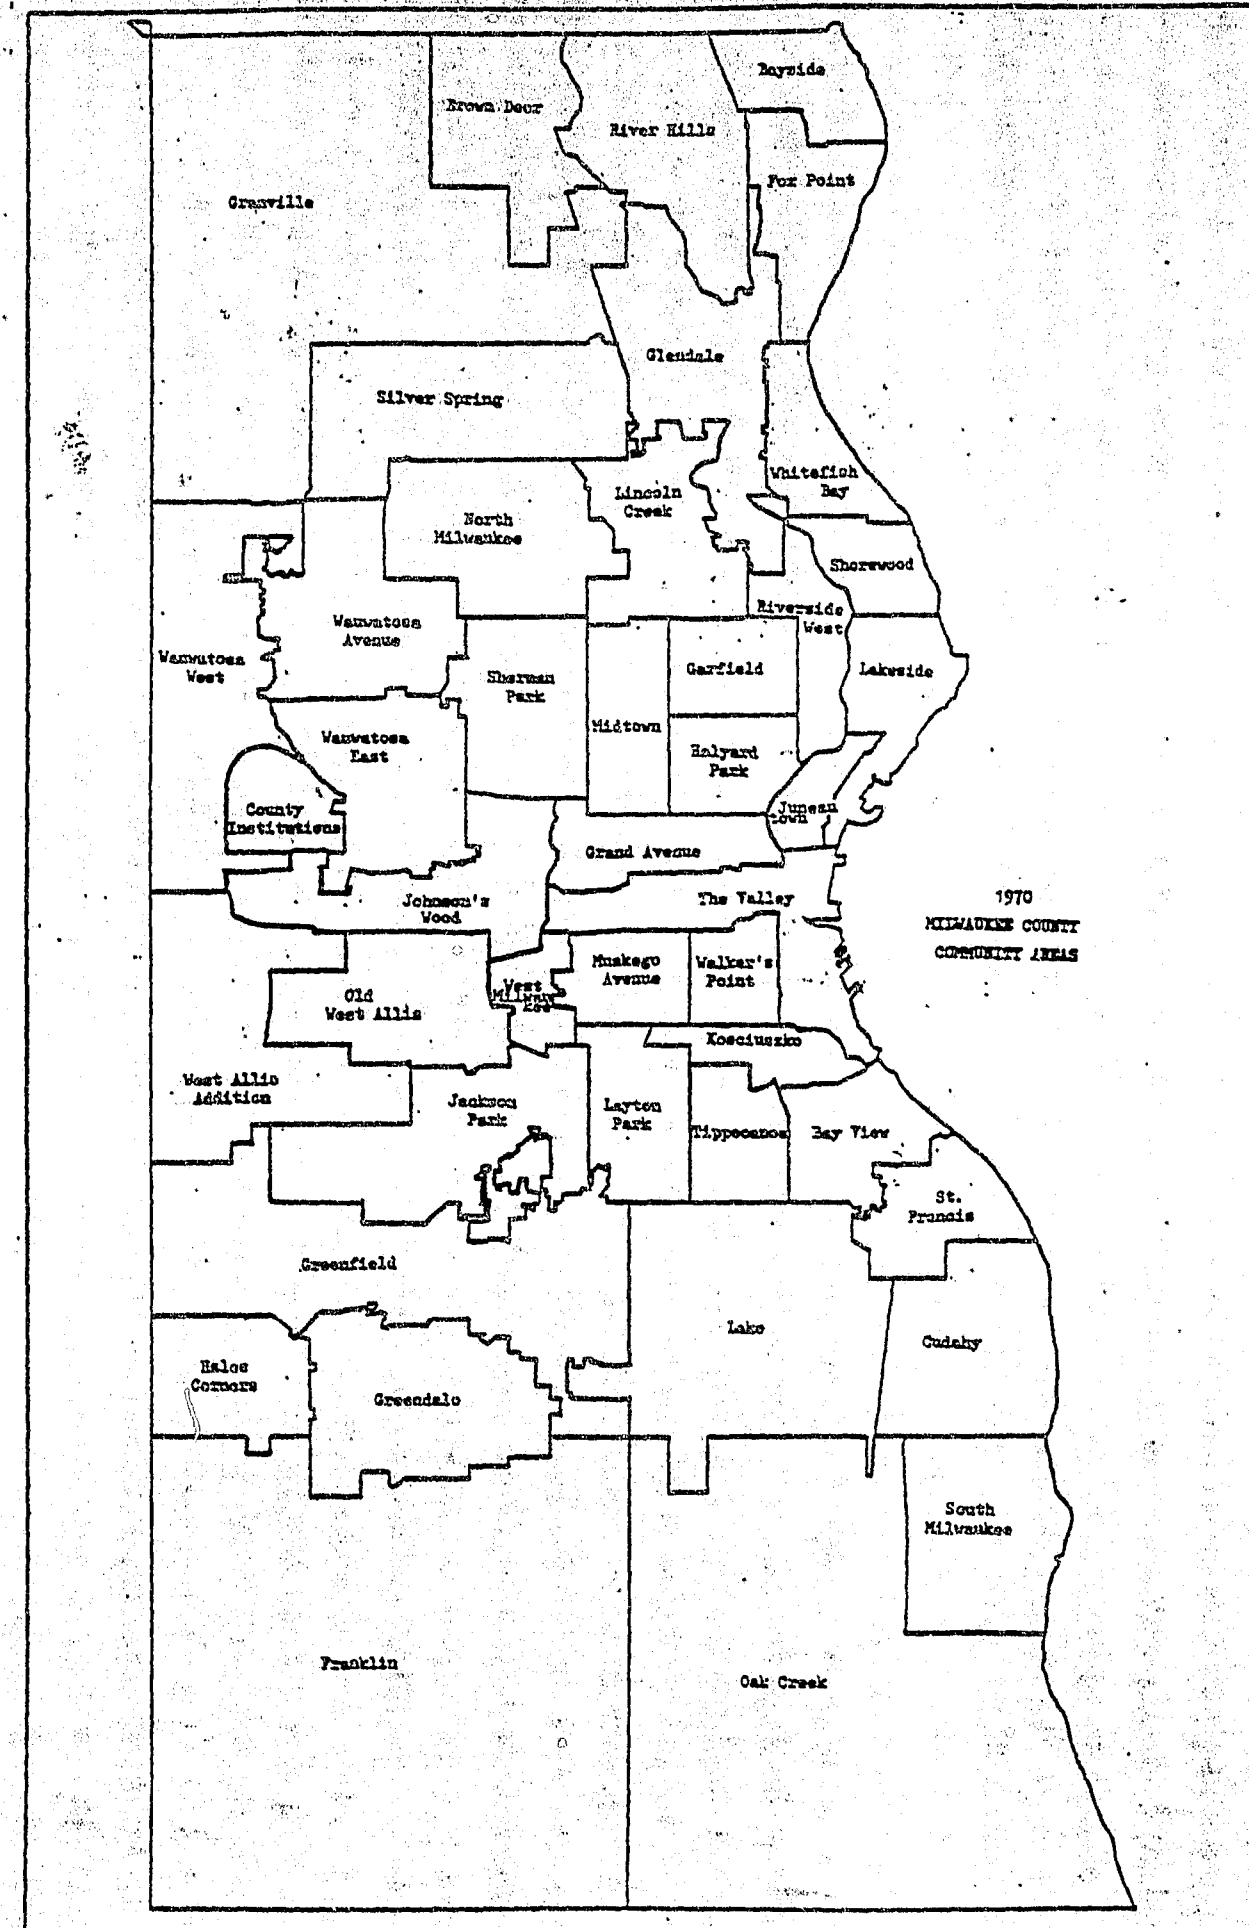 Bayside
Brown Deer
River Hills
Fox Point
Granville
Glendale
Silver Spring
Whitefish
Bay
Lincoln
Creek
North
Milwaukee
Shorewood
Riverside
West
Wauwatosa
Avenue
Wauwatosa
West
Sherman
Park
Garfield
Lakeside
Midtown
Wauwatosa
East
Halyard
Park
County
Institutions
Juneau
town
Grand Avenue
Johnson's
Wood
The Valley
1970
MILWAUKEE COUNTY
COMMUNITY AREAS
Muskego
Avenue
Walker's
Point
West
Milwau
kee
Old
West Allis
Kosciuszko
West Allis
Addition
Jackson
Park
Layton
Park
Tippecanoe
Bay View
St.
Francis
Greenfield
Lake
Cudahy
Hales
Corners
Greendale
South
Milwaukee
Franklin
Oak Creek